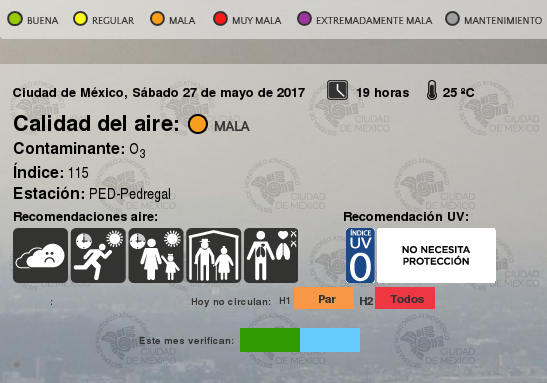 BUENA REGULAR MALA MUY MALA EXTREMADAMENTE MALA MANTENIMIENTO
Ciudad de México, Sábado 27 de mayo de 2017 19 horas 25 ºC
Calidad del aire: MALA
Contaminante: O3
Índice: 115
Estación: PED-Pedregal
Recomendaciones aire:
Recomendación UV:
ÍNDICE
UV
0
NO NECESITA
PROTECCIÓN
:
Hoy no circulan: H1 Par H2 Todos
Este mes verifican:
CIUDAD
DE MÉXICO